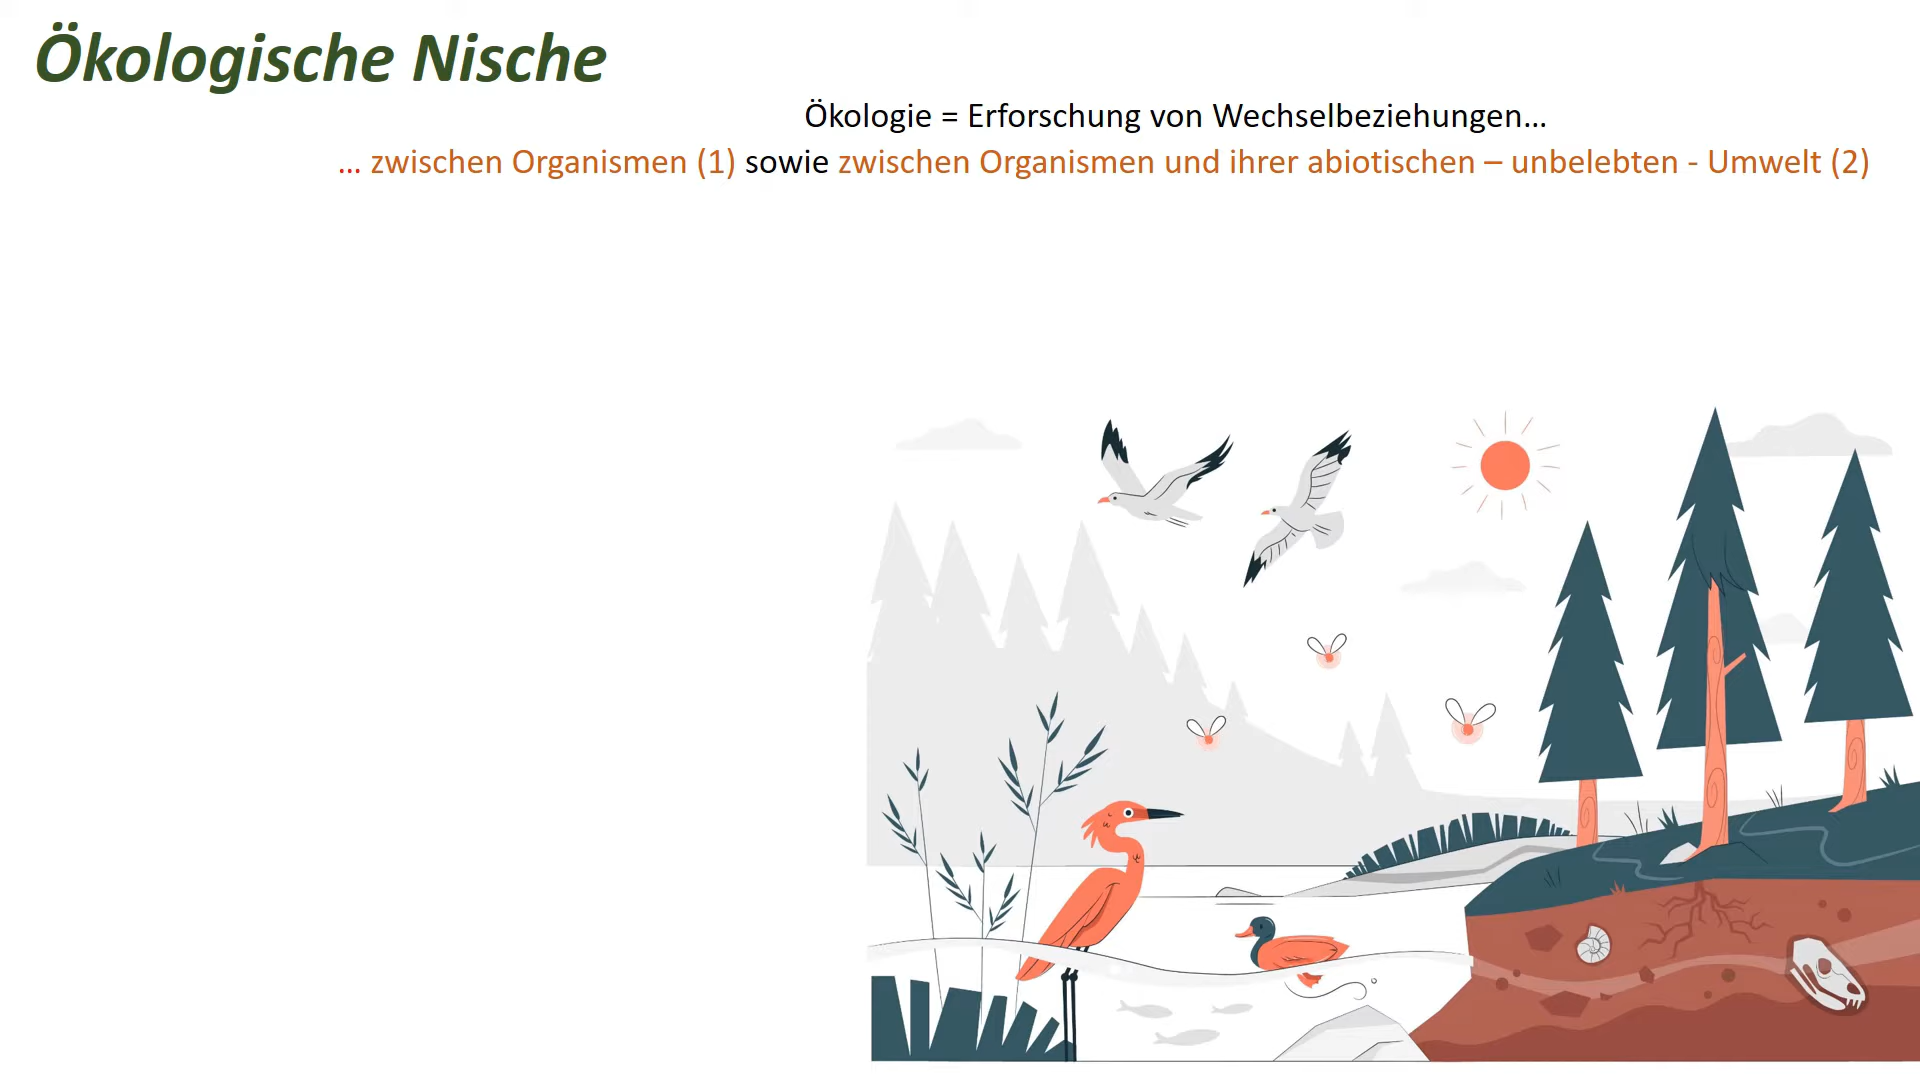 Ökologische Nische
Ökologie = Erforschung von Wechselbeziehungen...
... zwischen Organismen (1) sowie zwischen Organismen und ihrer abiotischen – unbelebten - Umwelt (2)